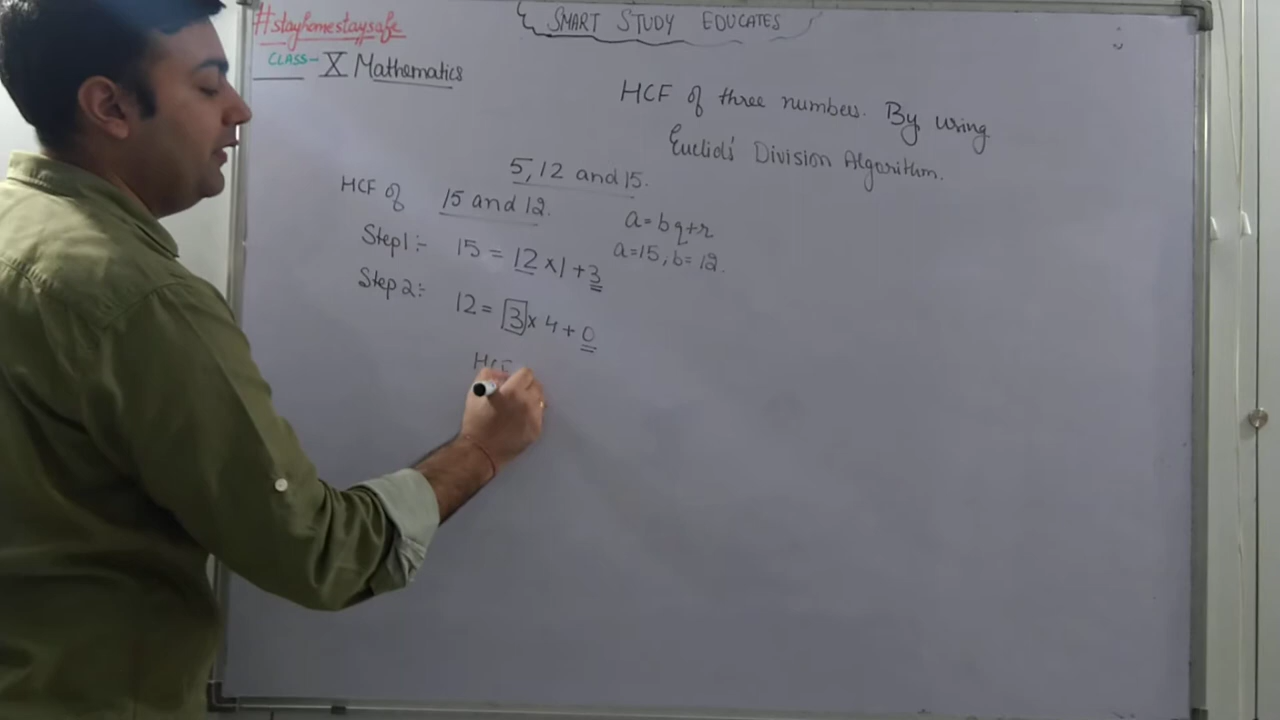 #stayhomestaysafe
SMART STUDY EDUCATES
CLASS- X Mathematics
HCF of three numbers. By using
Euclid's Division Algorithm.
5, 12 and 15.
HCF of 15 and 12.
a=bq+r
Step1:- 15 = 12 ×1 +3
a=15, b= 12.
Step 2:- 12 = 3 × 4 + 0
HCF